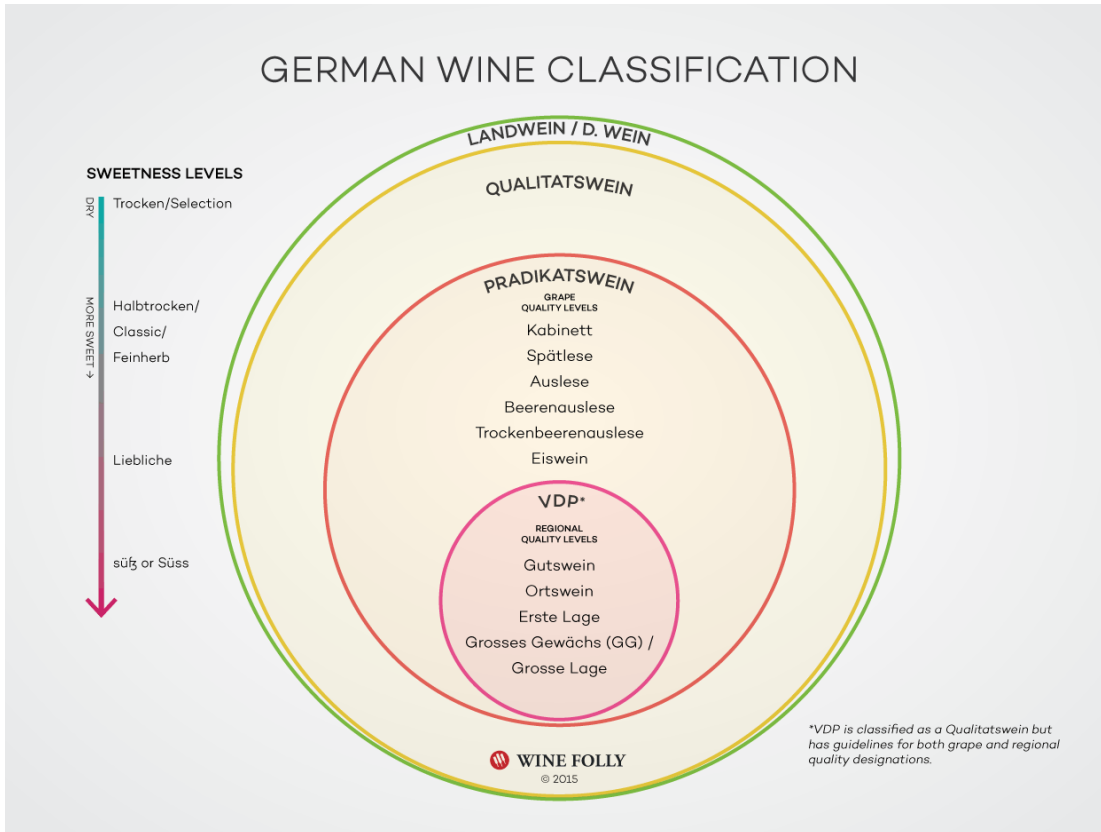 GERMAN WINE CLASSIFICATION
LANDWEIN / D. WEIN
QUALITATSWEIN
SWEETNESS LEVELS
DRY
Trocken/Selection
MORE SWEET →
Halbtrocken/
Classic/
Feinherb
Liebliche
süß or Süss
PRADIKATSWEIN
GRAPE
QUALITY LEVELS
Kabinett
Spätlese
Auslese
Beerenauslese
Trockenbeerenauslese
Eiswein
VDP*
REGIONAL
QUALITY LEVELS
Gutswein
Ortswein
Erste Lage
Grosses Gewächs (GG) /
Grosse Lage
WINE FOLLY
© 2015
*VDP is classified as a Qualitatswein but
has guidelines for both grape and regional
quality designations.